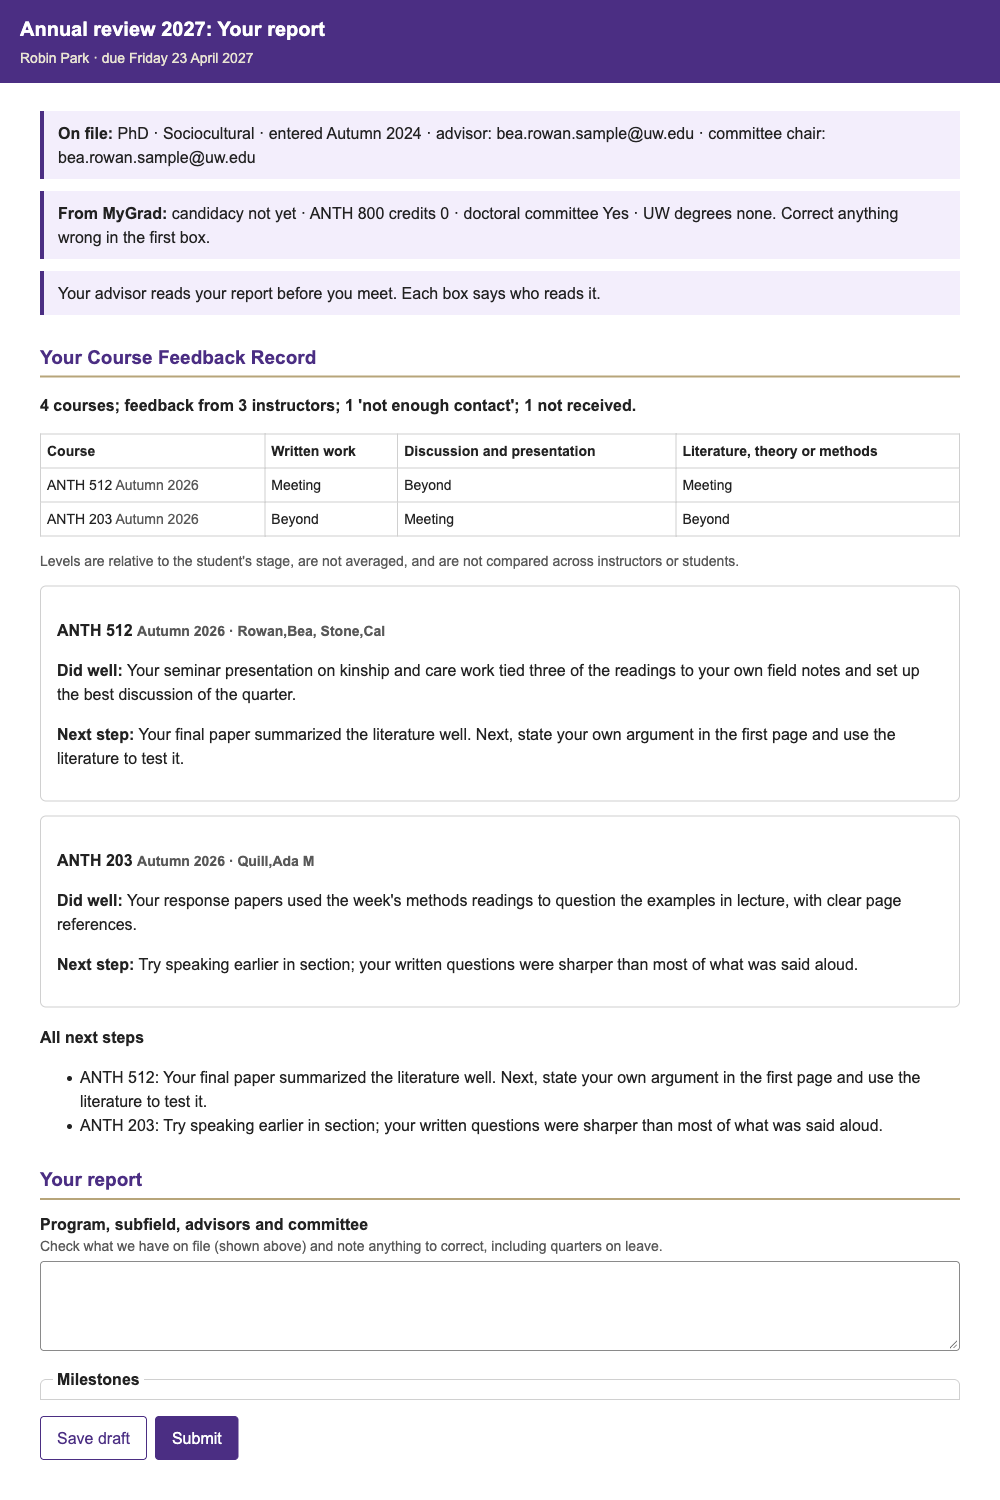 Annual review 2027: Your report
Robin Park · due Friday 23 April 2027
On file: PhD · Sociocultural · entered Autumn 2024 · advisor: bea.rowan.sample@uw.edu · committee chair:
bea.rowan.sample@uw.edu
From MyGrad: candidacy not yet · ANTH 800 credits 0 · doctoral committee Yes · UW degrees none. Correct anything
wrong in the first box.
Your advisor reads your report before you meet. Each box says who reads it.
Your Course Feedback Record
4 courses; feedback from 3 instructors; 1 'not enough contact'; 1 not received.
Course Written work Discussion and presentation Literature, theory or methods
ANTH 512 Autumn 2026 Meeting Beyond Meeting
ANTH 203 Autumn 2026 Beyond Meeting Beyond
Levels are relative to the student's stage, are not averaged, and are not compared across instructors or students.
ANTH 512 Autumn 2026 · Rowan,Bea, Stone,Cal
Did well: Your seminar presentation on kinship and care work tied three of the readings to your own field notes and set up
the best discussion of the quarter.
Next step: Your final paper summarized the literature well. Next, state your own argument in the first page and use the
literature to test it.
ANTH 203 Autumn 2026 · Quill,Ada M
Did well: Your response papers used the week's methods readings to question the examples in lecture, with clear page
references.
Next step: Try speaking earlier in section; your written questions were sharper than most of what was said aloud.
All next steps
• ANTH 512: Your final paper summarized the literature well. Next, state your own argument in the first page and use the
literature to test it.
• ANTH 203: Try speaking earlier in section; your written questions were sharper than most of what was said aloud.
Your report
Program, subfield, advisors and committee
Check what we have on file (shown above) and note anything to correct, including quarters on leave.
Milestones
Save draft Submit